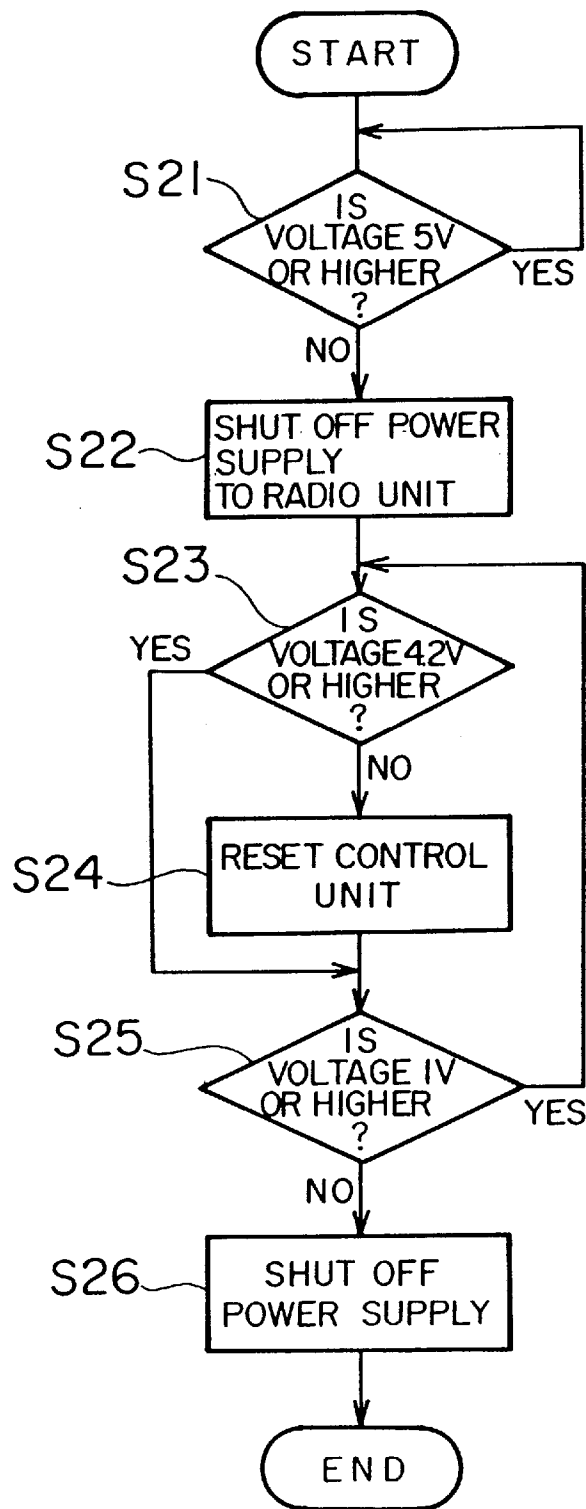 START
S21
IS
VOLTAGE 5V
OR HIGHER
?
YES
NO
S22
SHUT OFF POWER
SUPPLY
TO RADIO UNIT
S23
IS
VOLTAGE 4.2V
OR HIGHER
?
YES
NO
S24
RESET CONTROL
UNIT
S25
IS
VOLTAGE 1V
OR HIGHER
?
YES
NO
S26
SHUT OFF
POWER SUPPLY
END